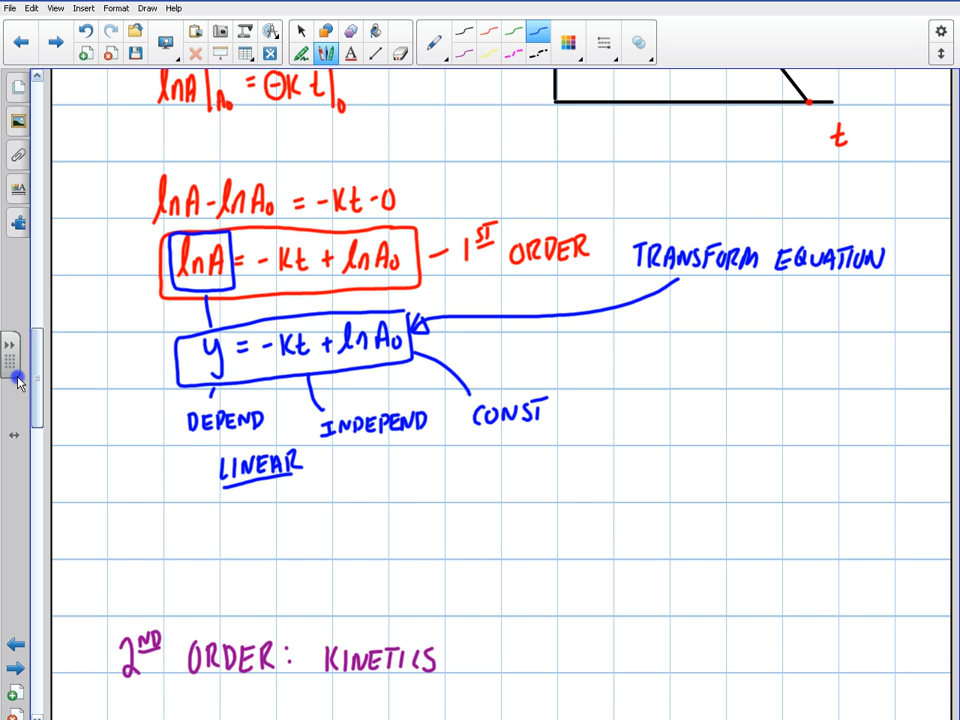 File Edit View Insert Format Draw Help
lnA|A₀ = ⊖Kt|₀
t
lnA - lnA₀ = -Kt - 0
lnA = -Kt + lnA₀ - 1ST ORDER
TRANSFORM EQUATION
y = -Kt + lnA₀
DEPEND INDEPEND CONST
LINEAR
2ND ORDER: KINETICS